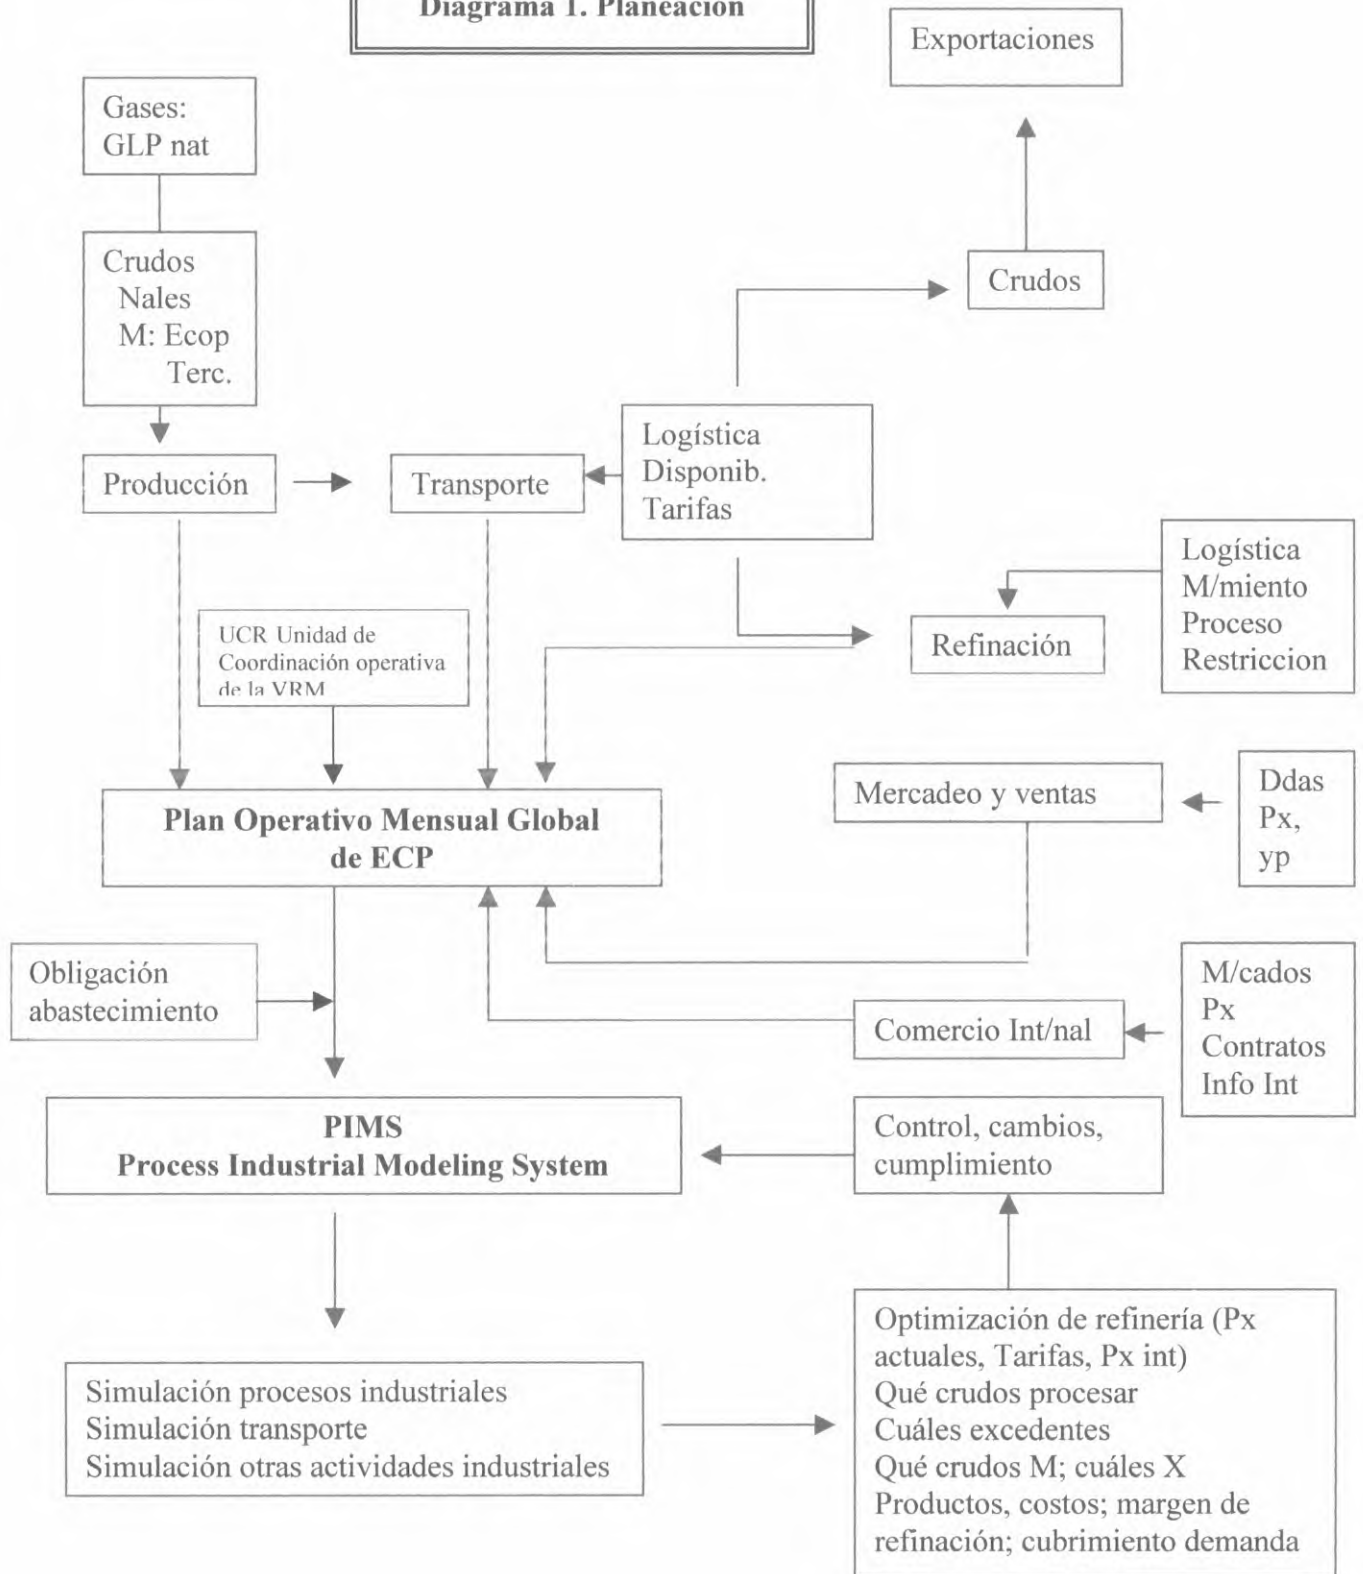 Diagrama 1. Planeación
Exportaciones
Gases:
GLP nat
Crudos
Nales
M: Ecop
Terc.
Crudos
Producción
Transporte
Logística
Disponib.
Tarifas
Logística
M/miento
Proceso
Restriccion
UCR Unidad de
Coordinación operativa
de la VRM
Refinación
Plan Operativo Mensual Global
de ECP
Mercadeo y ventas
Ddas
Px,
yp
Obligación
abastecimiento
Comercio Int/nal
M/cados
Px
Contratos
Info Int
PIMS
Process Industrial Modeling System
Control, cambios,
cumplimiento
Simulación procesos industriales
Simulación transporte
Simulación otras actividades industriales
Optimización de refinería (Px
actuales, Tarifas, Px int)
Qué crudos procesar
Cuáles excedentes
Qué crudos M; cuáles X
Productos, costos; margen de
refinación; cubrimiento demanda